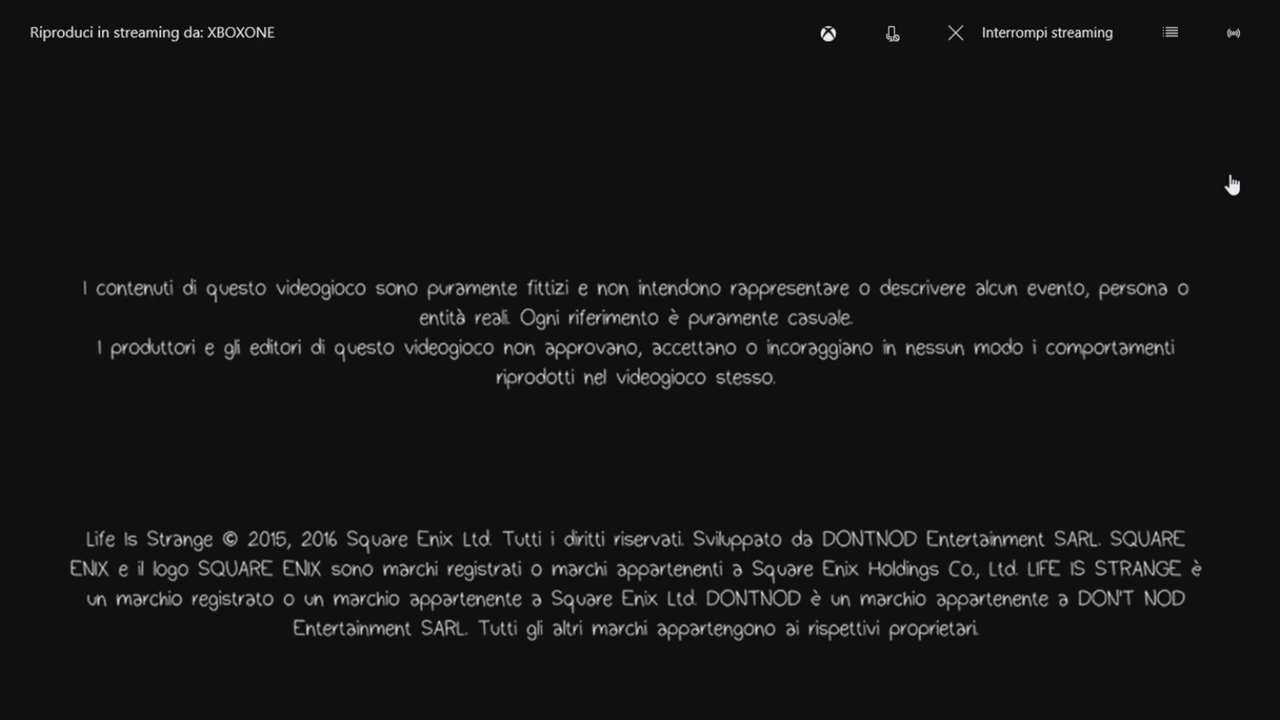 Riproduci in streaming da: XBOXONE
Interrompi streaming
I contenuti di questo videogioco sono puramente fittizi e non intendono rappresentare o descrivere alcun evento, persona o
entità reali. Ogni riferimento è puramente casuale.
I produttori e gli editori di questo videogioco non approvano, accettano o incoraggiano in nessun modo i comportamenti
riprodotti nel videogioco stesso.
Life Is Strange © 2015, 2016 Square Enix Ltd. Tutti i diritti riservati. Sviluppato da DONTNOD Entertainment SARL. SQUARE
ENIX e il logo SQUARE ENIX sono marchi registrati o marchi appartenenti a Square Enix Holdings Co., Ltd. LIFE IS STRANGE è
un marchio registrato o un marchio appartenente a Square Enix Ltd. DONTNOD è un marchio appartenente a DON'T NOD
Entertainment SARL. Tutti gli altri marchi appartengono ai rispettivi proprietari.